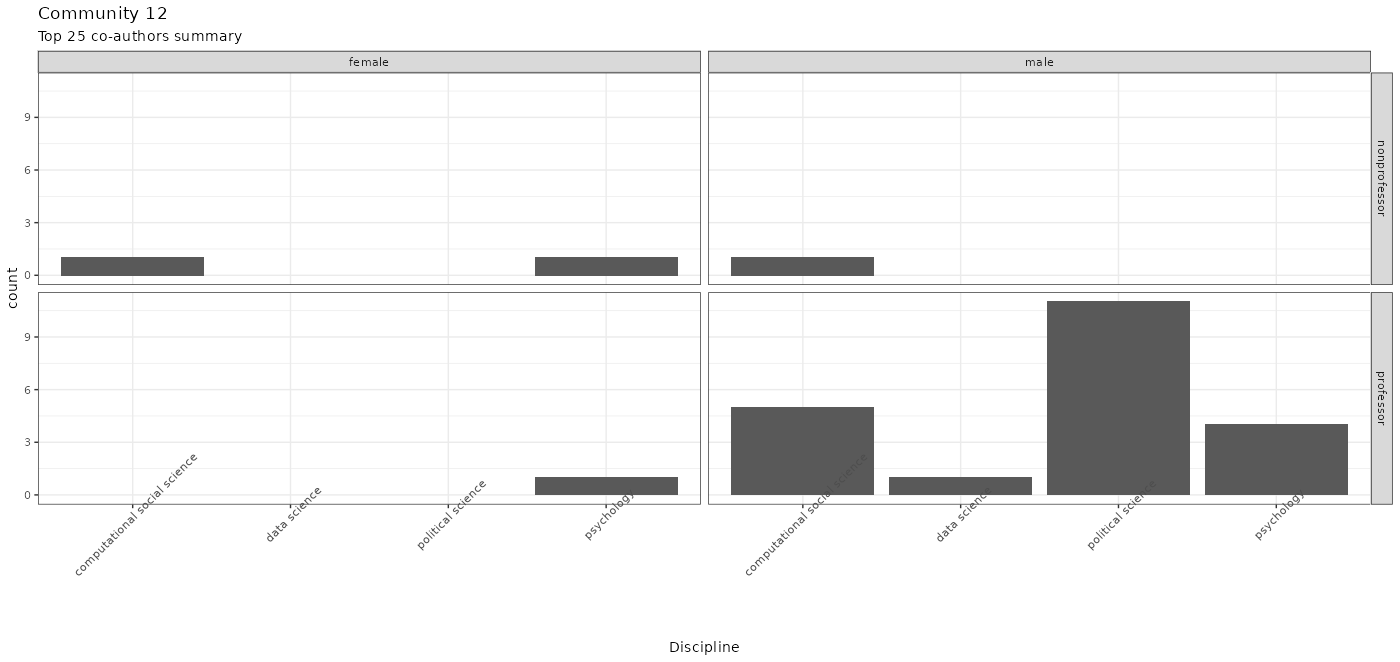 Community 12
Top 25 co-authors summary
female
male
9
6
3
0
nonprofessor
count
9
6
3
0
professor
computational social science
data science
political science
psychology
computational social science
data science
political science
psychology
Discipline